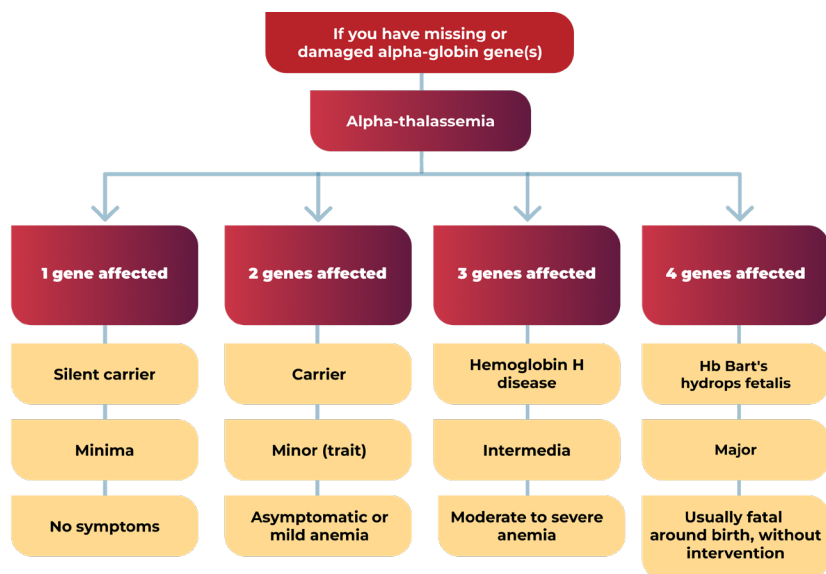 If you have missing or
damaged alpha-globin gene(s)
Alpha-thalassemia
1 gene affected
2 genes affected
3 genes affected
4 genes affected
Silent carrier
Carrier
Hemoglobin H
disease
Hb Bart's
hydrops fetalis
Minima
Minor (trait)
Intermedia
Major
No symptoms
Asymptomatic or
mild anemia
Moderate to severe
anemia
Usually fatal
around birth, without
intervention